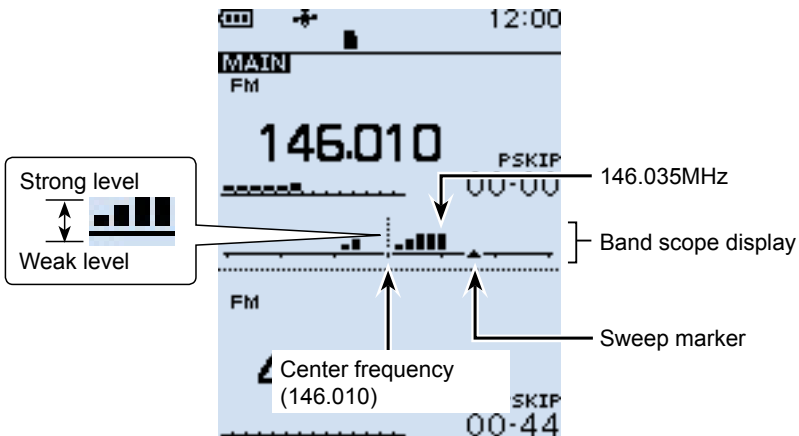 12:00
MAIN
FM
146.010
PSKIP
00-00
146.035MHz
Strong level
Weak level
Band scope display
FM
Sweep marker
Center frequency
(146.010)
SKIP
00-44